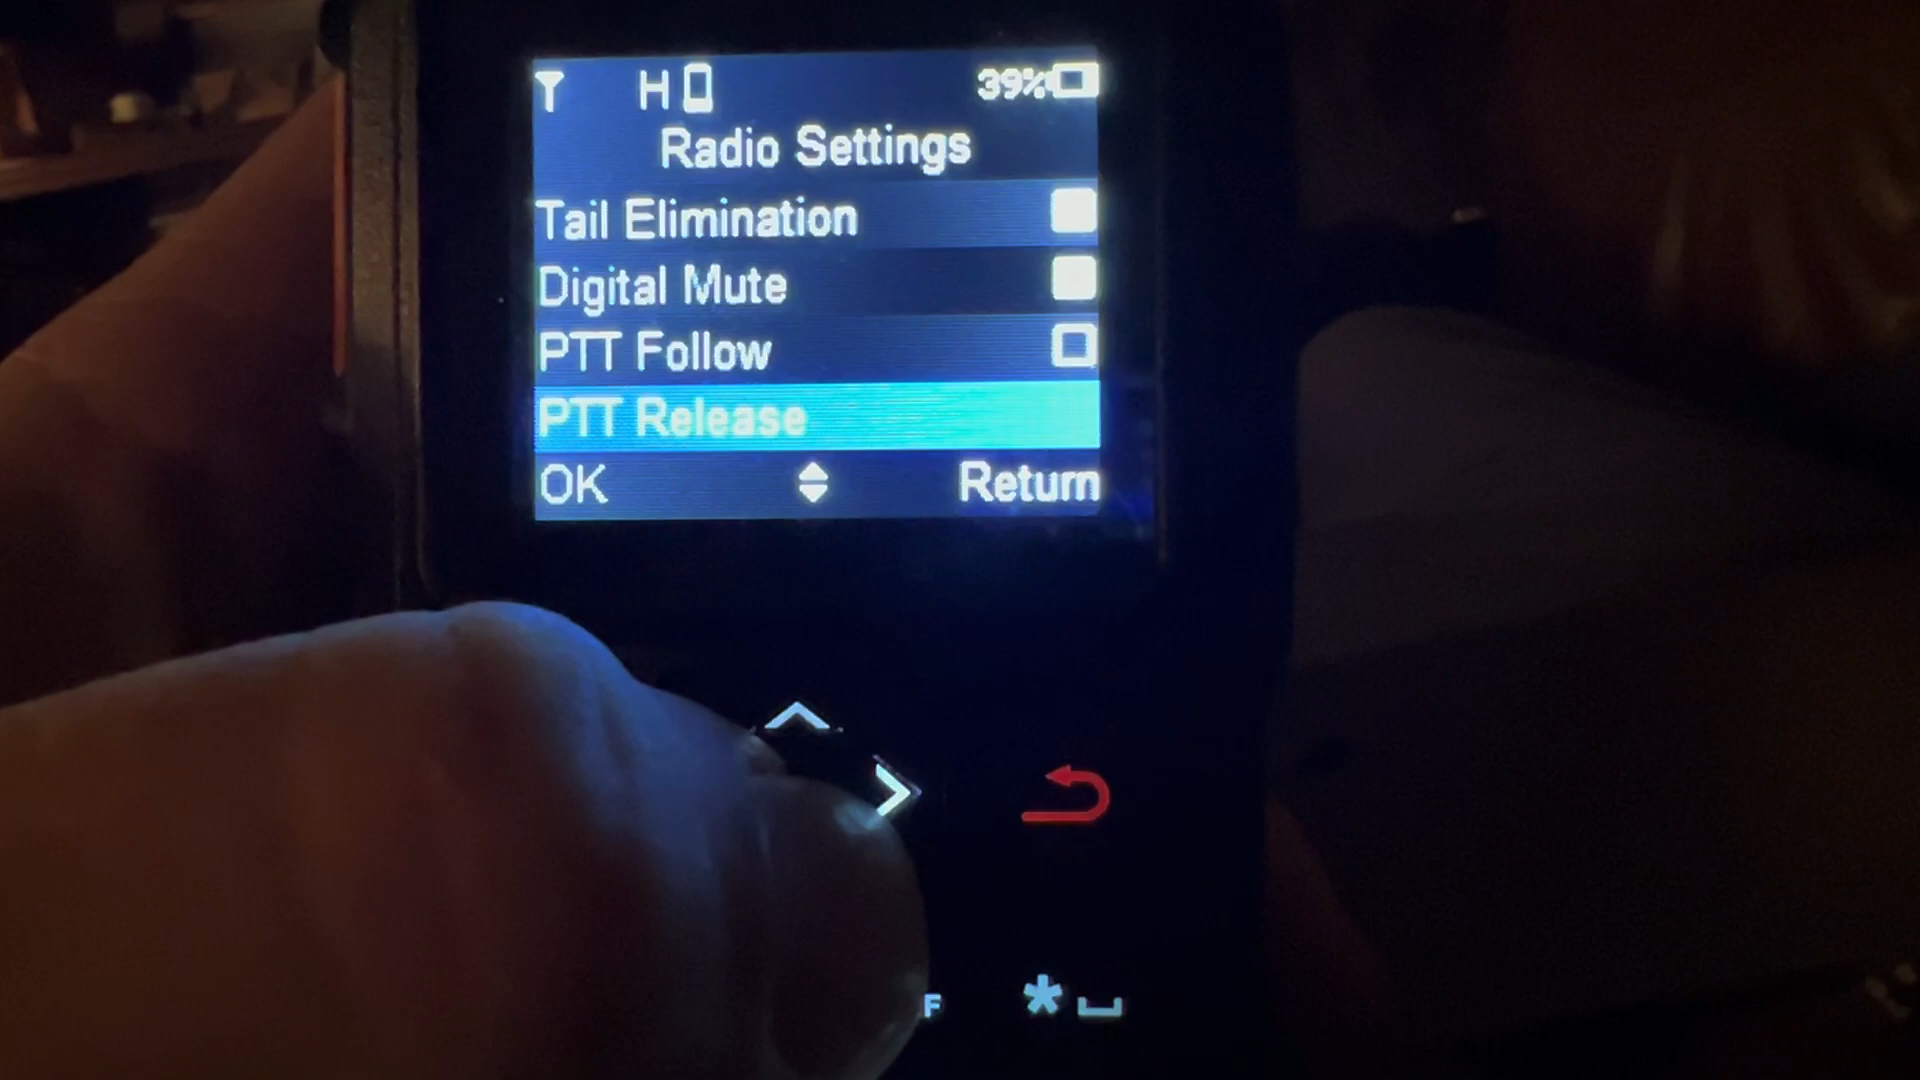 H 39%
Radio Settings
Tail Elimination
Digital Mute
PTT Follow
PTT Release
OK Return
F * ⎵